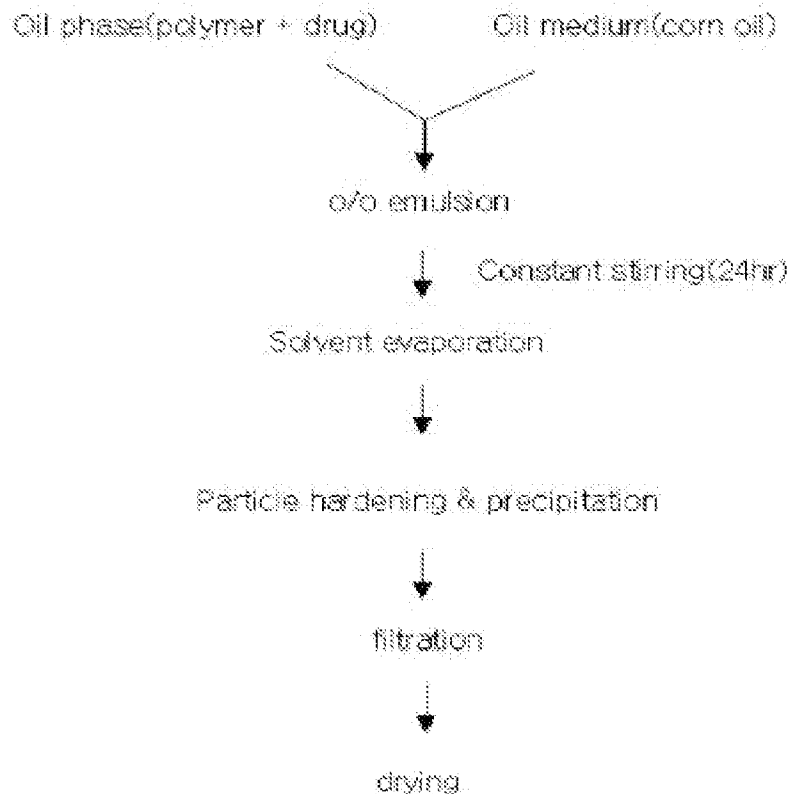 Oil phase(polymer + drug) Oil medium(corn oil)
o/o emulsion
Constant stirring(24hr)
Solvent evaporation
Particle hardening & precipitation
filtration
drying